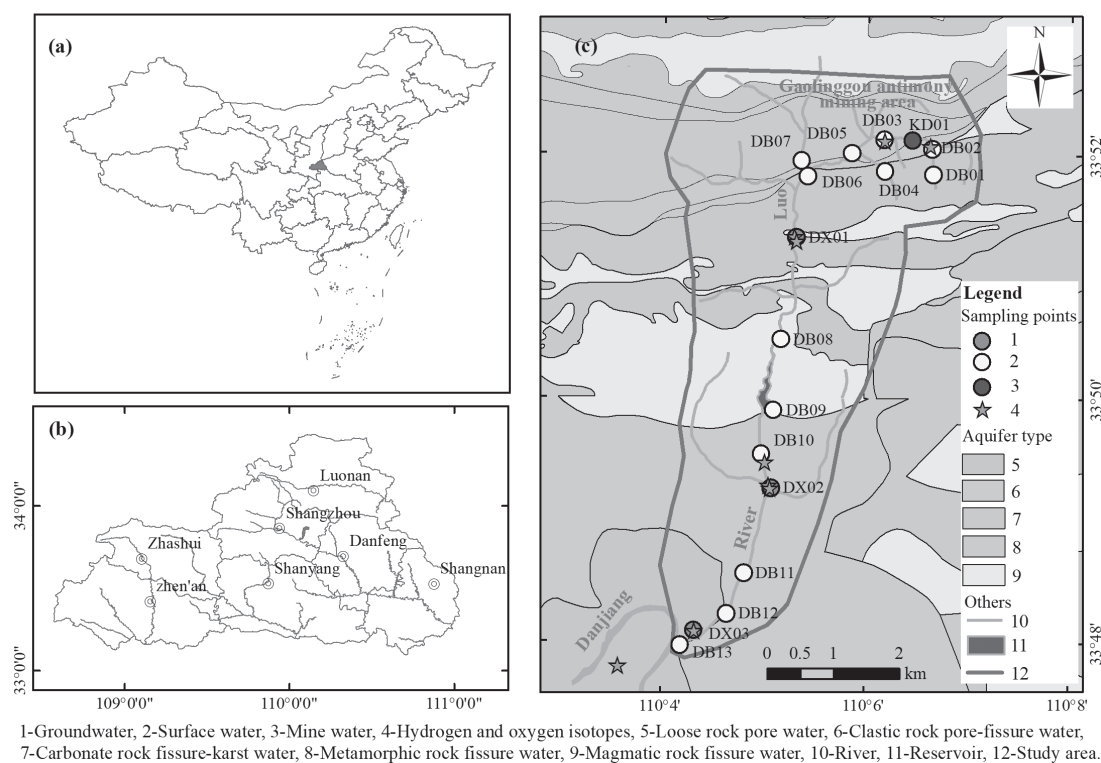 (a)
(b)
Luonan
Shangzhou
Zhashui
Danfeng
Shanyang
Shangnan
zhen'an
34°0'0"
33°0'0"
109°0'0"
110°0'0"
111°0'0"
(c)
N
Gaolinggou antimony
mining area
DB03
KD01
DB07
DB05
DB02
DB06
DB04
DB01
Luo
DX01
DB08
DB09
DB10
DX02
River
DB11
DB12
DX03
DB13
Danjiang
0 0.5 1 2
km
Legend
Sampling points
1
2
3
4
Aquifer type
5
6
7
8
9
Others
10
11
12
33°52'
33°50'
33°48'
110°4'
110°6'
110°8'
1-Groundwater, 2-Surface water, 3-Mine water, 4-Hydrogen and oxygen isotopes, 5-Loose rock pore water, 6-Clastic rock pore-fissure water,
7-Carbonate rock fissure-karst water, 8-Metamorphic rock fissure water, 9-Magmatic rock fissure water, 10-River, 11-Reservoir, 12-Study area.